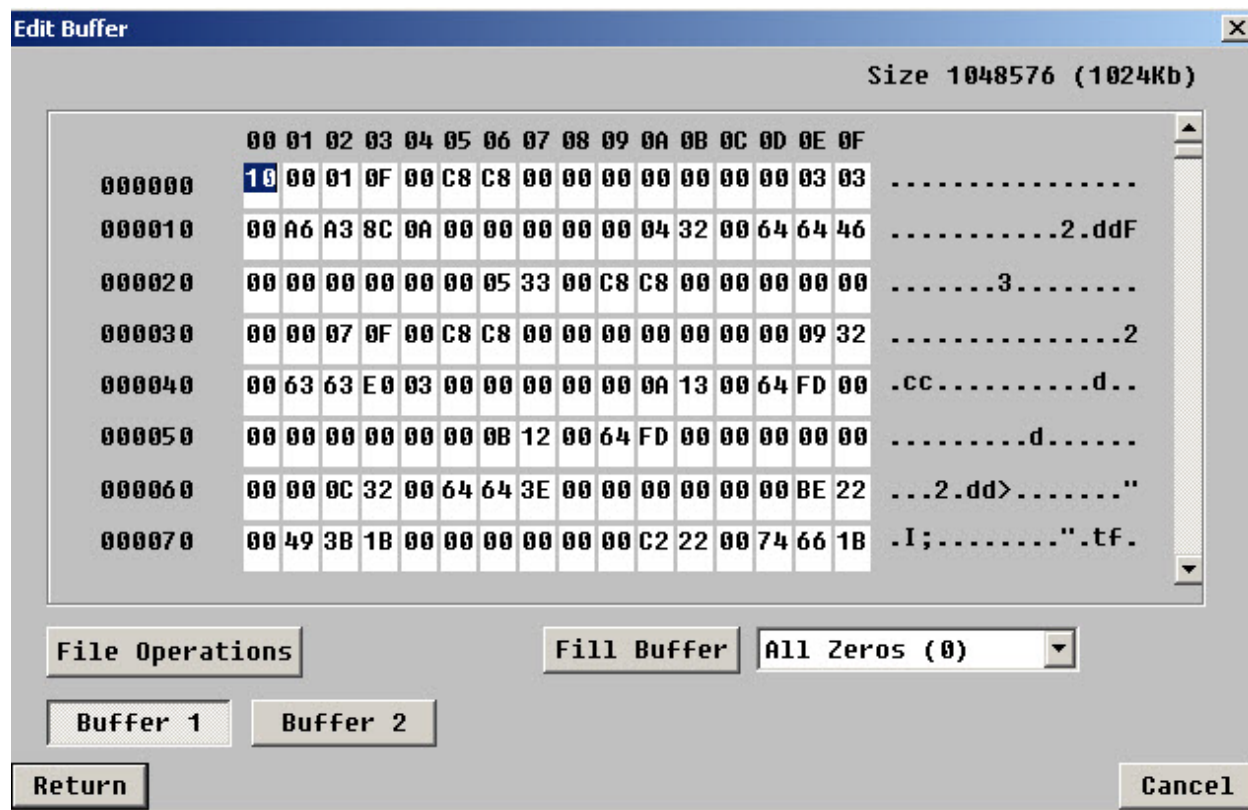 Edit Buffer
Size 1048576 (1024Kb)
00 01 02 03 04 05 06 07 08 09 0A 0B 0C 0D 0E 0F
000000 10 00 01 0F 00 C8 C8 00 00 00 00 00 00 00 03 03 ................
000010 00 A6 A3 8C 0A 00 00 00 00 00 04 32 00 64 64 46 ...........2.ddF
000020 00 00 00 00 00 00 05 33 00 C8 C8 00 00 00 00 00 .......3........
000030 00 00 07 0F 00 C8 C8 00 00 00 00 00 00 00 09 32 ...............2
000040 00 63 63 E0 03 00 00 00 00 00 0A 13 00 64 FD 00 .cc..........d..
000050 00 00 00 00 00 00 0B 12 00 64 FD 00 00 00 00 00 .........d......
000060 00 00 0C 32 00 64 64 3E 00 00 00 00 00 00 BE 22 ...2.dd>......."
000070 00 49 3B 1B 00 00 00 00 00 00 C2 22 00 74 66 1B .I;........".tf.
File Operations Fill Buffer All Zeros (0)
Buffer 1 Buffer 2
Return Cancel